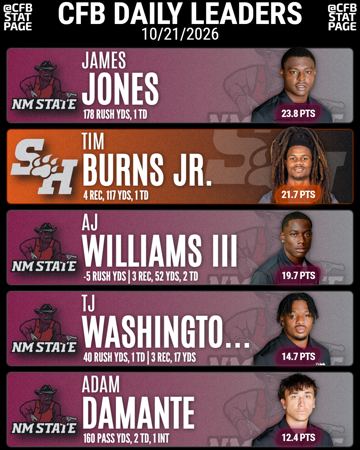 @CFB
STAT
PAGE
CFB DAILY LEADERS
10/21/2026
@CFB
STAT
PAGE
JAMES
JONES
178 RUSH YDS, 1 TD
NM STATE
23.8 PTS
TIM
BURNS JR.
4 REC, 117 YDS, 1 TD
SH
21.7 PTS
AJ
WILLIAMS III
-5 RUSH YDS | 3 REC, 52 YDS, 2 TD
NM STATE
19.7 PTS
TJ
WASHINGTO...
40 RUSH YDS, 1 TD | 3 REC, 17 YDS
NM STATE
14.7 PTS
ADAM
DAMANTE
160 PASS YDS, 2 TD, 1 INT
NM STATE
12.4 PTS